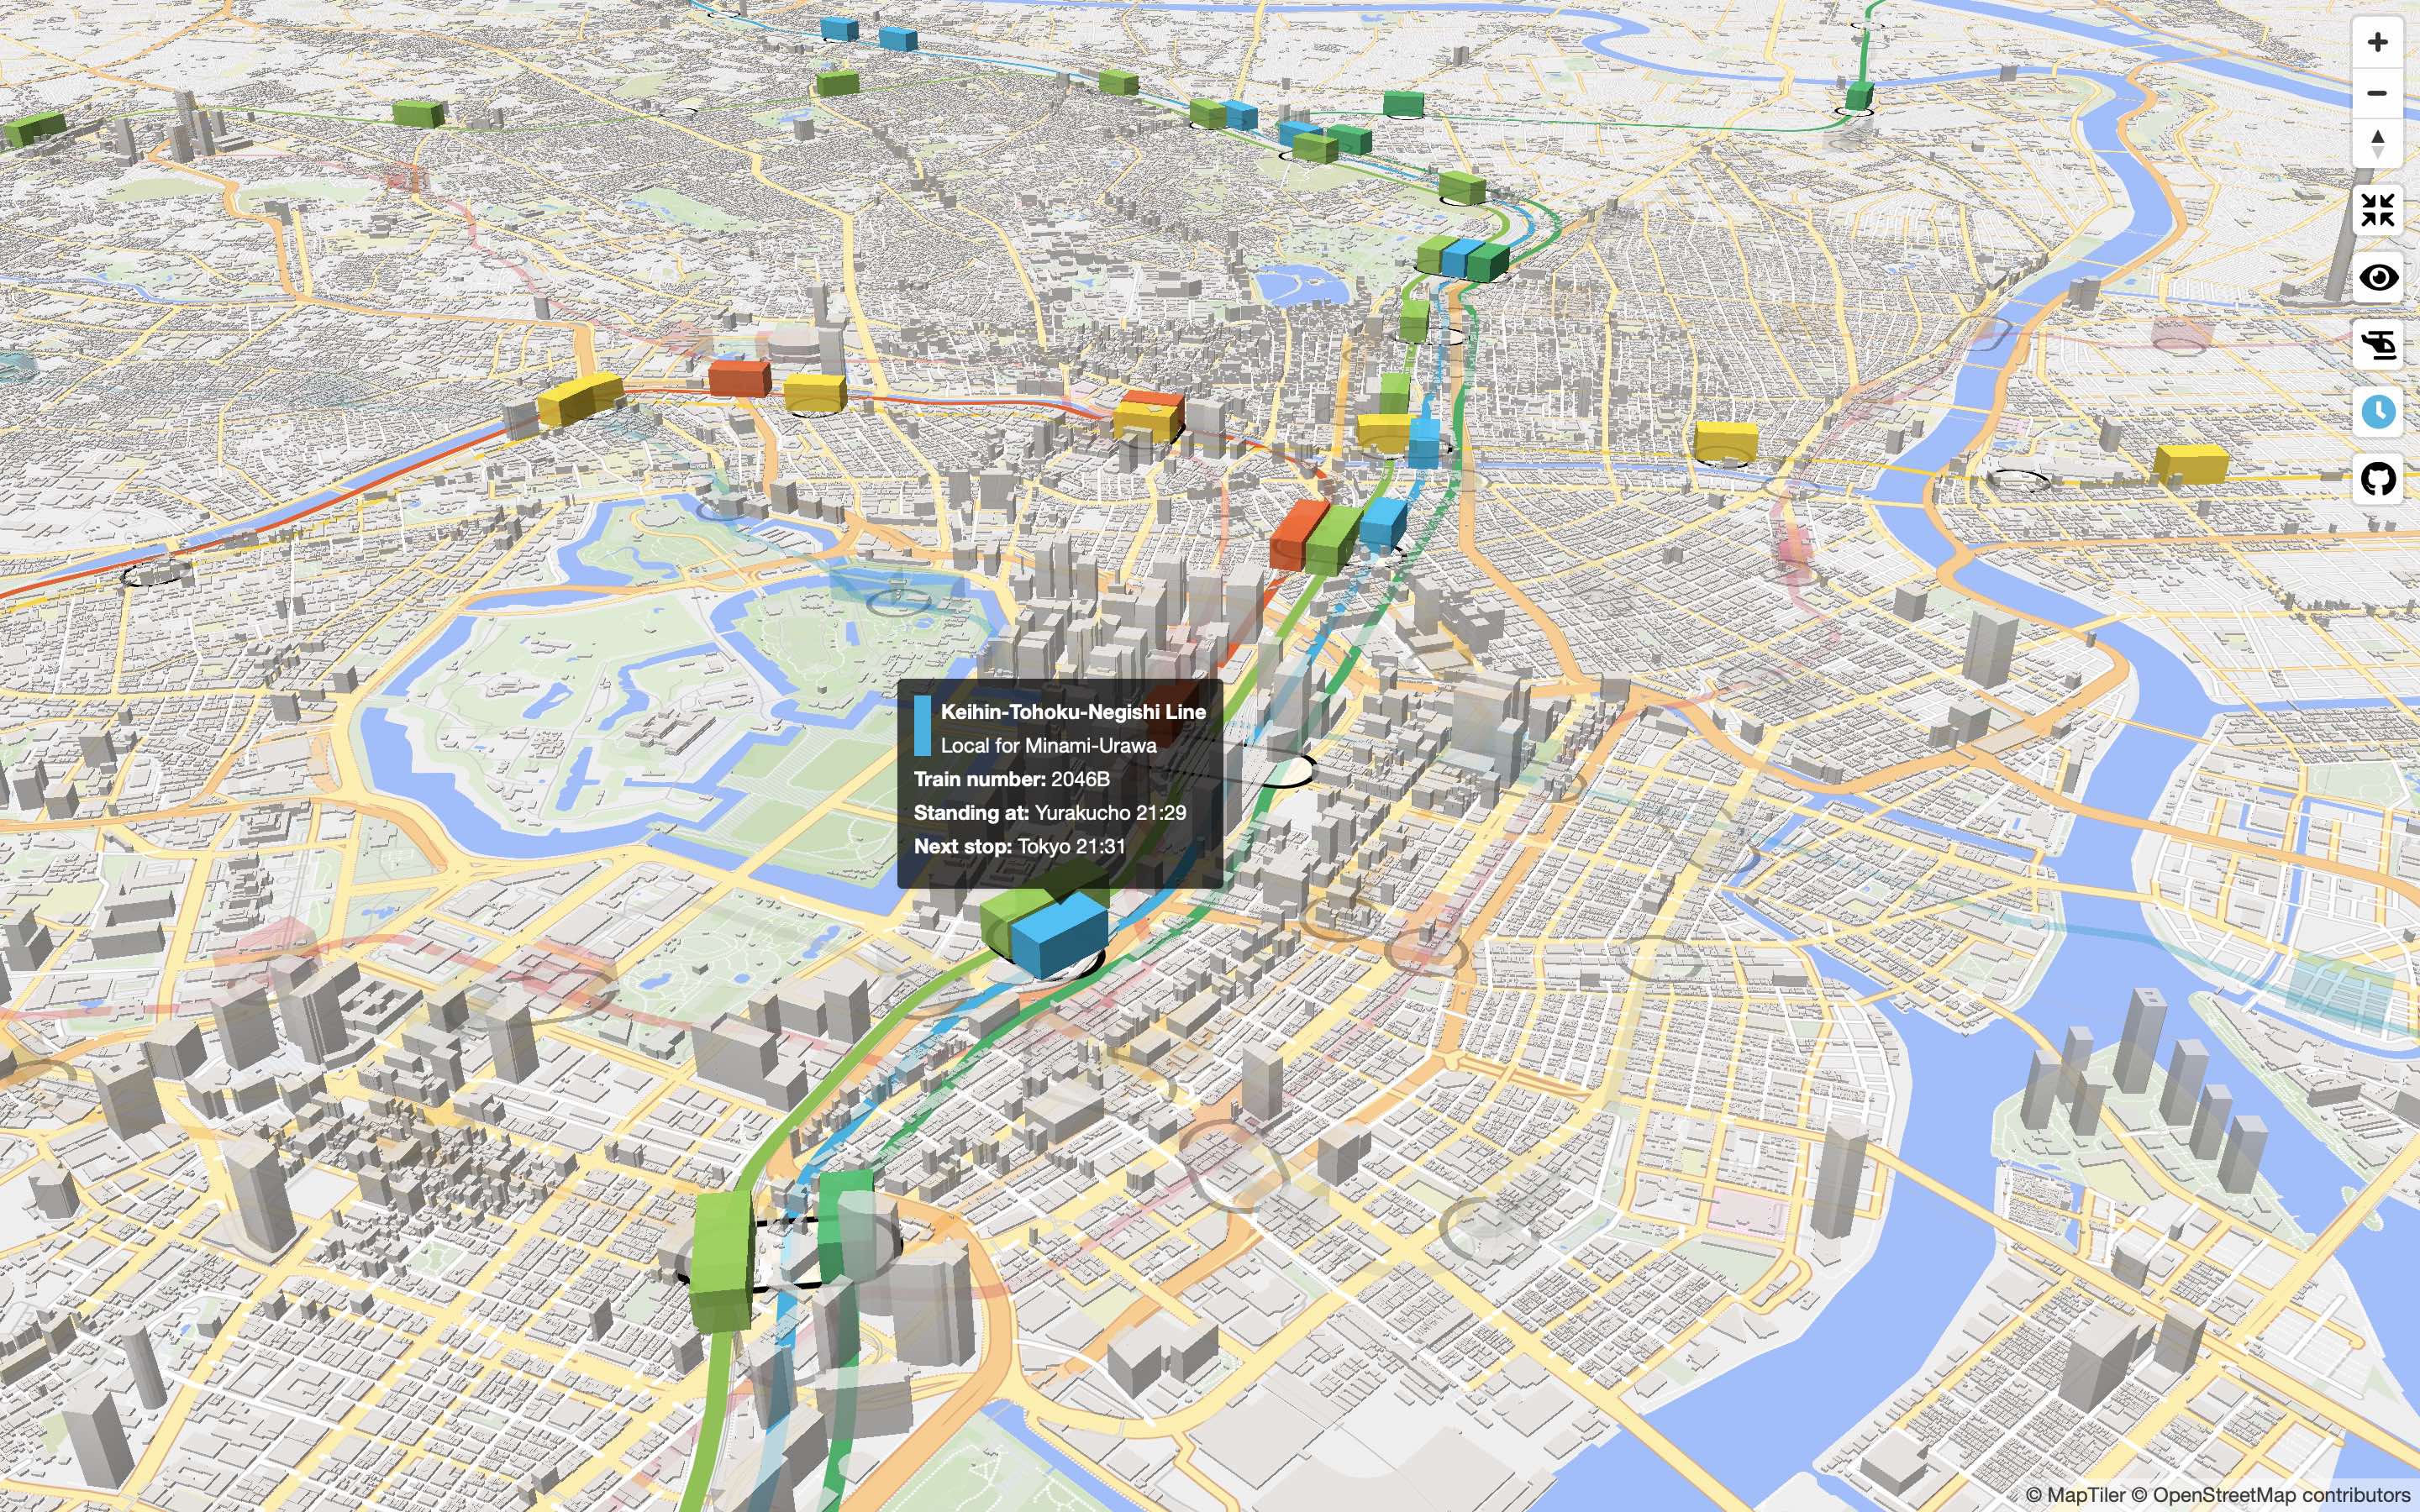 Keihin-Tohoku-Negishi Line
Local for Minami-Urawa
Train number: 2046B
Standing at: Yurakucho 21:29
Next stop: Tokyo 21:31
© MapTiler © OpenStreetMap contributors